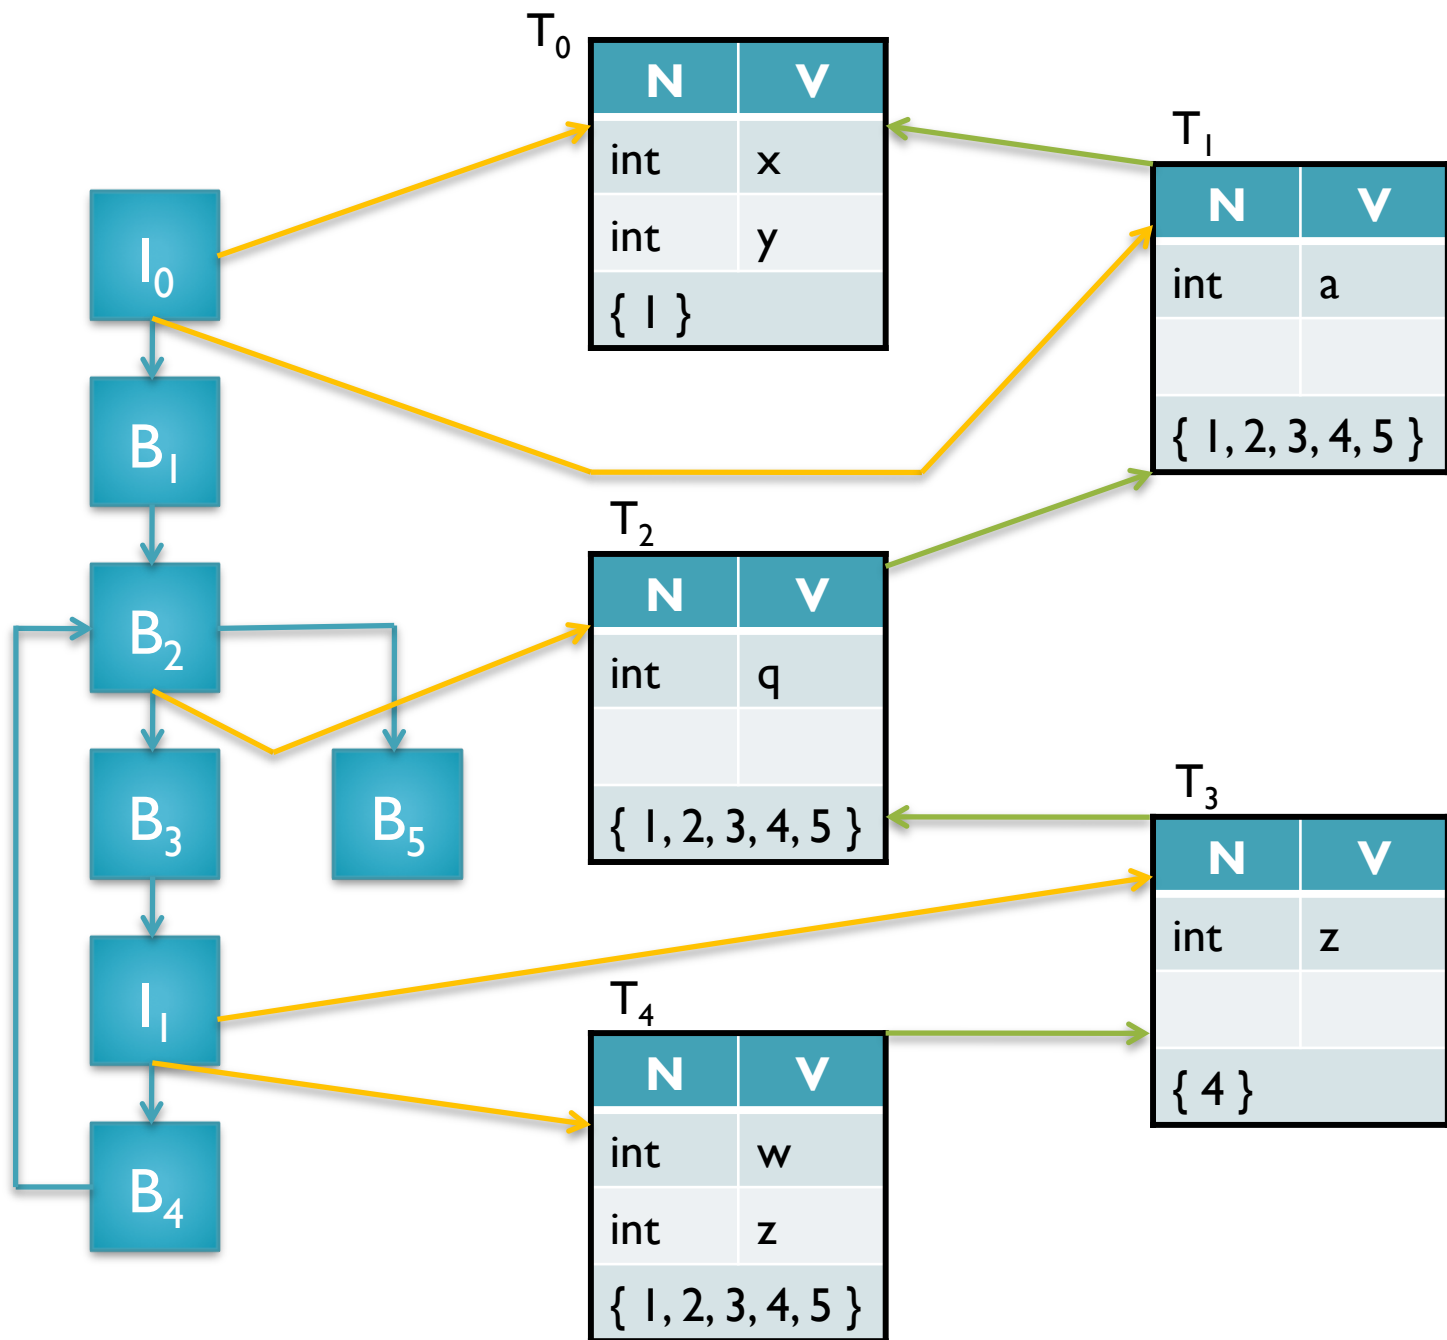 T₀
N V
int x
int y
{ 1 }
T₁
N V
int a
{ 1, 2, 3, 4, 5 }
I₀
B₁
B₂
B₃
B₅
I₁
B₄
T₂
N V
int q
{ 1, 2, 3, 4, 5 }
T₃
N V
int z
{ 4 }
T₄
N V
int w
int z
{ 1, 2, 3, 4, 5 }